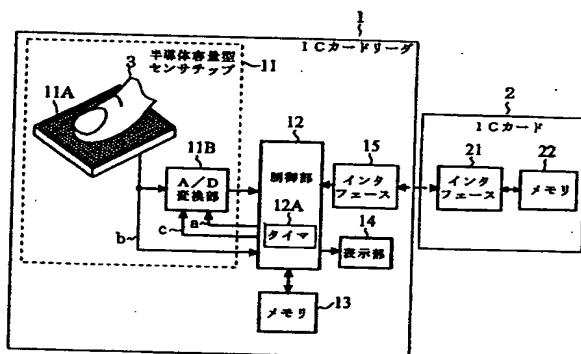 1
ICカードリーダ
半導体容量型
センサチップ
11
11A
3
2
ICカード
12
制御部
15
インタ
フェース
21
インタ
フェース
22
メモリ
11B
A/D
変換部
12A
タイマ
a
c
b
14
表示部
メモリ
13